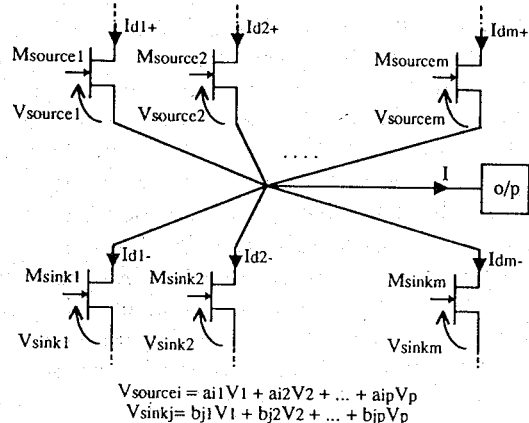 Id1+ Id2+ Idm+
Msource1 Msource2 Msourcem
Vsource1 Vsource2 Vsourcem
....
I o/p
Id1- Id2- Idm-
Msink1 Msink2 Msinkm
Vsink1 Vsink2 Vsinkm
Vsourcei = ai1V1 + ai2V2 + ... + aipVp
Vsinkj= bj1V1 + bj2V2 + ... + bjpVp